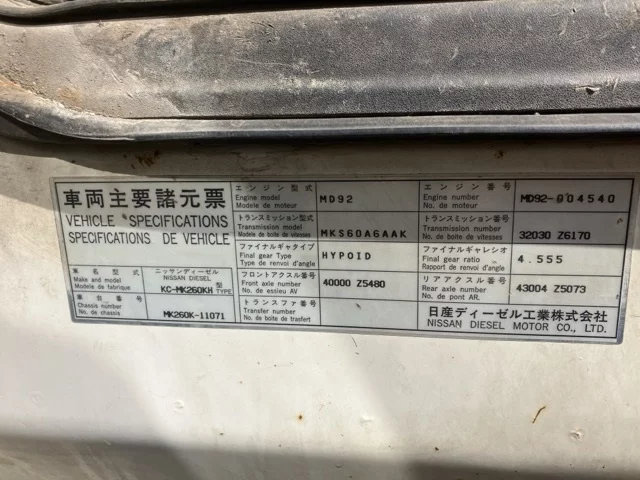 車両主要諸元票
VEHICLE SPECIFICATIONS
SPECIFICATIONS DE VEHICLE
車名型式
Make and model
Modele de fabrique
ニッサンディーゼル
NISSAN DIESEL
KC-MK260KH 型 TYPE
車台番号
Chassis number
No. de chassis
MK260K-11071
エンジン型式
Engine model
Modele de moteur
MD92
トランスミッション型式
Transmission model
Modele de boite de vitesses
MKS60A6AAK
ファイナルギャタイプ
Final gear Type
Type de renvoi d'angle
HYPOID
フロントアクスル番号
Front axle number
No. de essieu AV
40000 Z5480
トランスファ番号
Transfer number
No. de boite de trasfert
エンジン番号
Engine number
No. de moteur
MD92-004540
トランスミッション番号
Transmission number
No. de boite de vitesses
32030 Z6170
ファイナルギャレシオ
Final gear ratio
Rapport de renvoi d'angle
4.555
リアアクスル番号
Rear axle number
No. de pont AR.
43004 Z5073
日産ディーゼル工業株式会社
NISSAN DIESEL MOTOR CO., LTD.